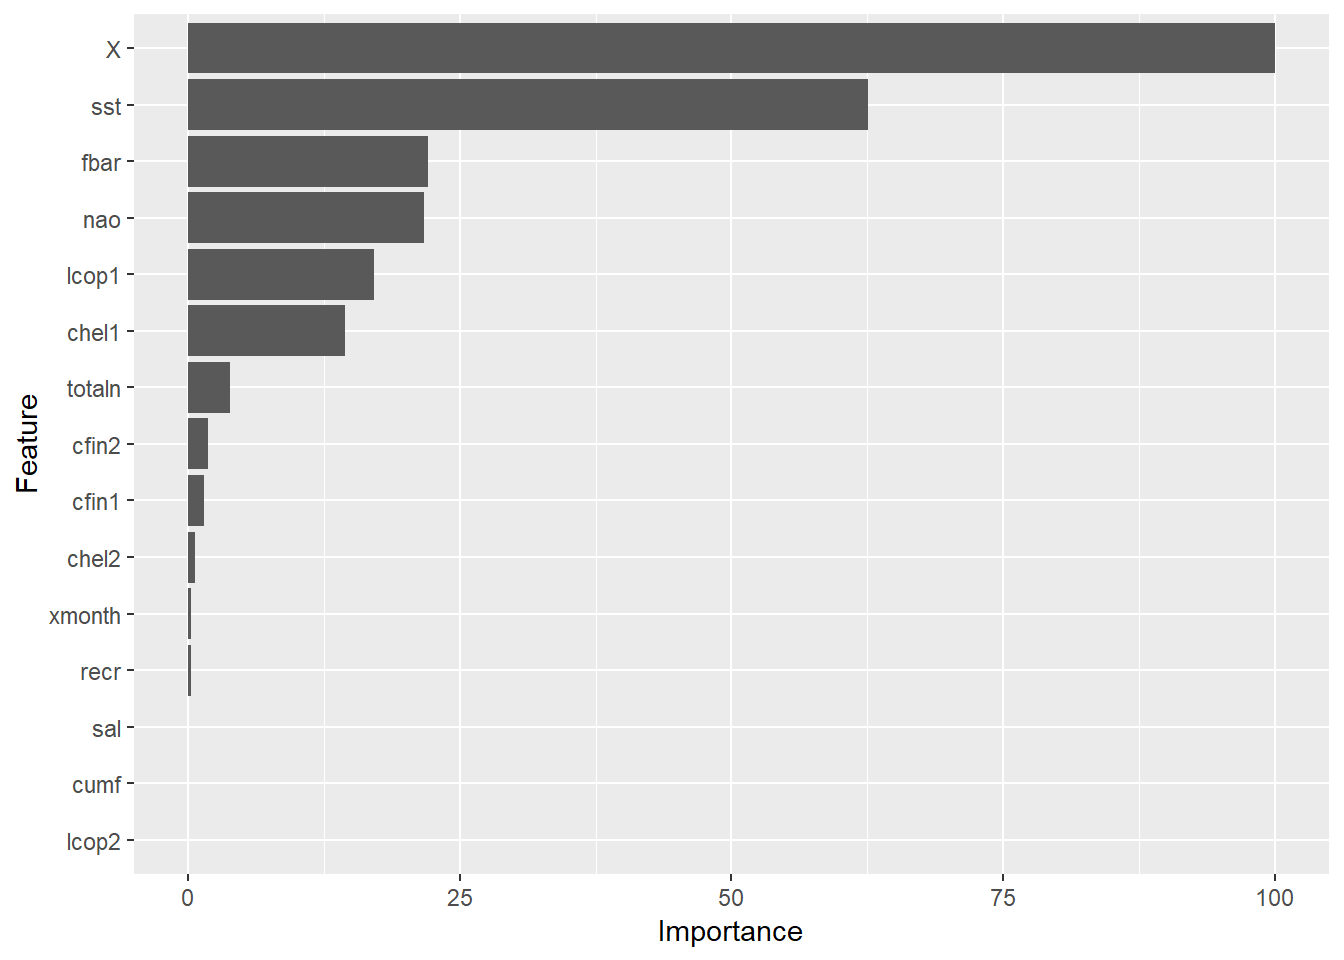 X
sst
fbar
nao
lcop1
chel1
totaln
cfin2
cfin1
chel2
xmonth
recr
sal
cumf
lcop2
Feature
0 25 50 75 100
Importance